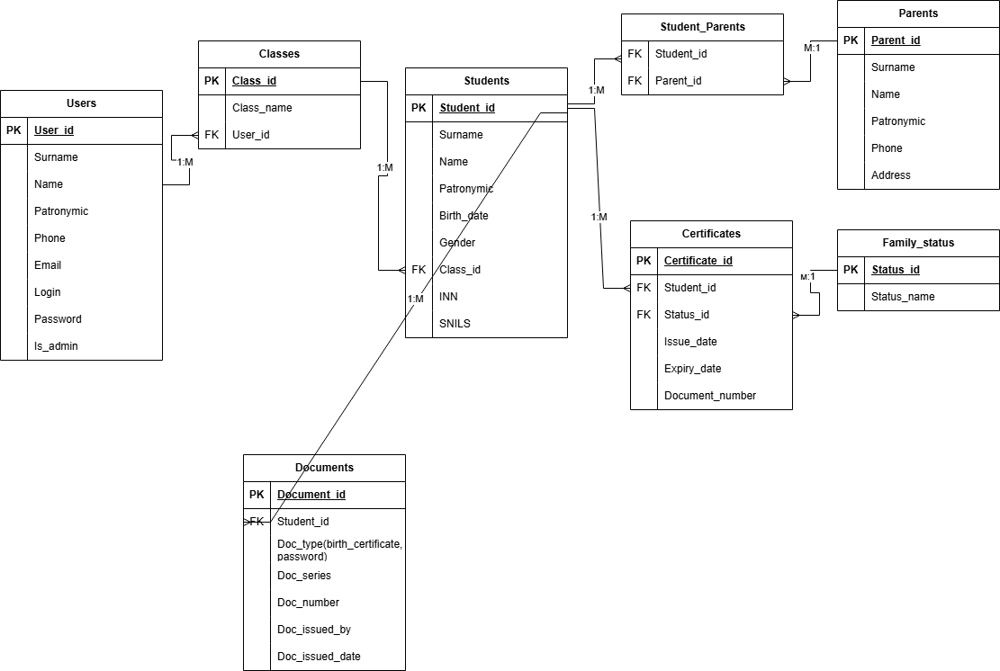 Users
PK User_id
Surname
Name
Patronymic
Phone
Email
Login
Password
Is_admin
1:M
Classes
PK Class_id
Class_name
FK User_id
1:M
Students
PK Student_id
Surname
Name
Patronymic
Birth_date
Gender
FK Class_id
INN
SNILS
1:M
1:M
1:M
Student_Parents
FK Student_id
FK Parent_id
М:1
Parents
PK Parent_id
Surname
Name
Patronymic
Phone
Address
Certificates
PK Certificate_id
FK Student_id
FK Status_id
Issue_date
Expiry_date
Document_number
м:1
Family_status
PK Status_id
Status_name
Documents
PK Document_id
FK Student_id
Doc_type(birth_certificate,
password)
Doc_series
Doc_number
Doc_issued_by
Doc_issued_date